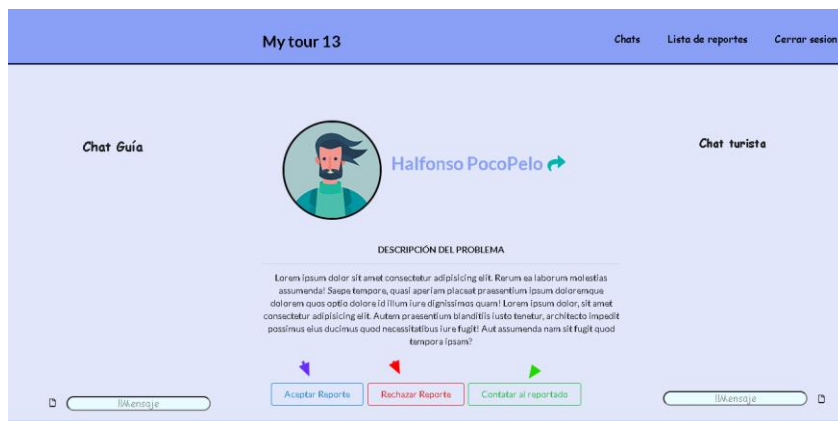 My tour 13
Chats
Lista de reportes
Cerrar sesion
Chat Guía
Halfonso PocoPelo
Chat turista
DESCRIPCIÓN DEL PROBLEMA
Lorem ipsum dolor sit amet consectetur adipisicing elit. Rerum ea laborum molestias
assumenda! Saepe tempore, quasi aperiam placeat praesentium ipsum doloremque
dolorem quos optio dolore id illum iure dignissimos quam! Lorem ipsum dolor, sit amet
consectetur adipisicing elit. Autem praesentium blanditiis iusto tenetur, architecto impedit
possimus eius ducimus quod necessitatibus iure fugit! Aut assumenda nam sit fugit quod
tempora ipsam?
Aceptar Reporte
Rechazar Reporte
Contatar al reportado
Mensaje
Mensaje